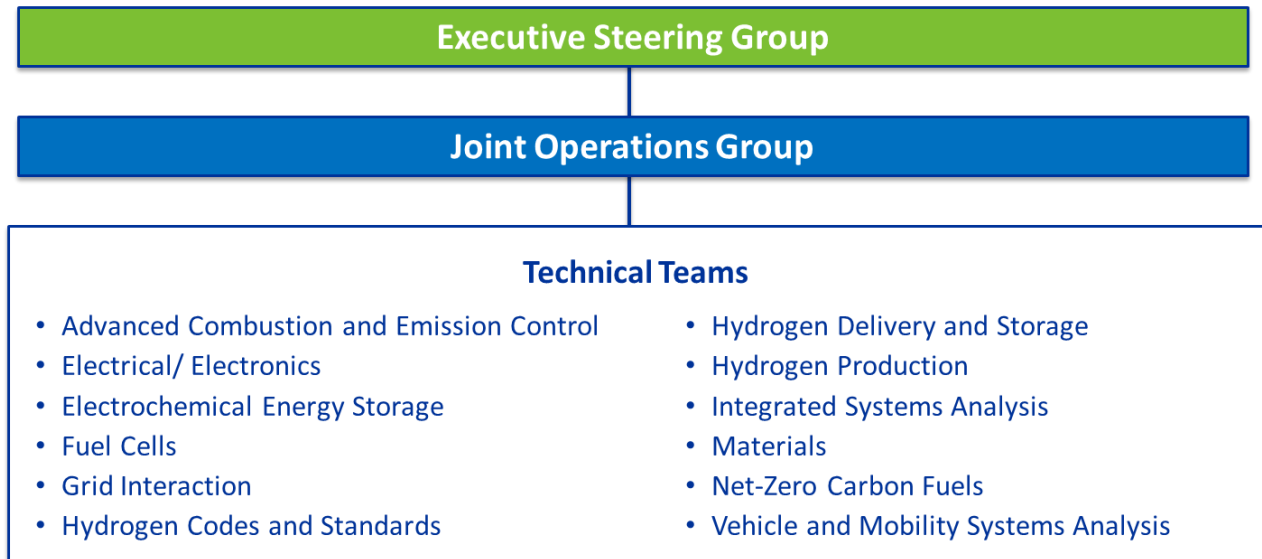 Executive Steering Group
Joint Operations Group
Technical Teams
• Advanced Combustion and Emission Control
• Electrical/ Electronics
• Electrochemical Energy Storage
• Fuel Cells
• Grid Interaction
• Hydrogen Codes and Standards
• Hydrogen Delivery and Storage
• Hydrogen Production
• Integrated Systems Analysis
• Materials
• Net-Zero Carbon Fuels
• Vehicle and Mobility Systems Analysis